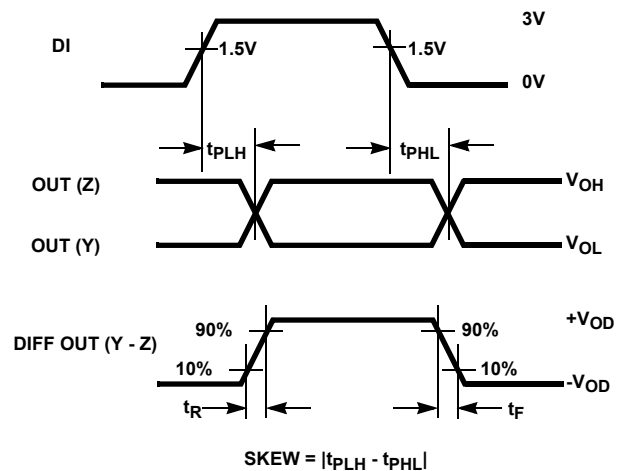 3V
DI
1.5V
1.5V
0V
tPLH
tPHL
OUT (Z)
VOH
OUT (Y)
VOL
+VOD
90%
90%
DIFF OUT (Y - Z)
10%
10%
-VOD
tR
tF
SKEW = |tPLH - tPHL|